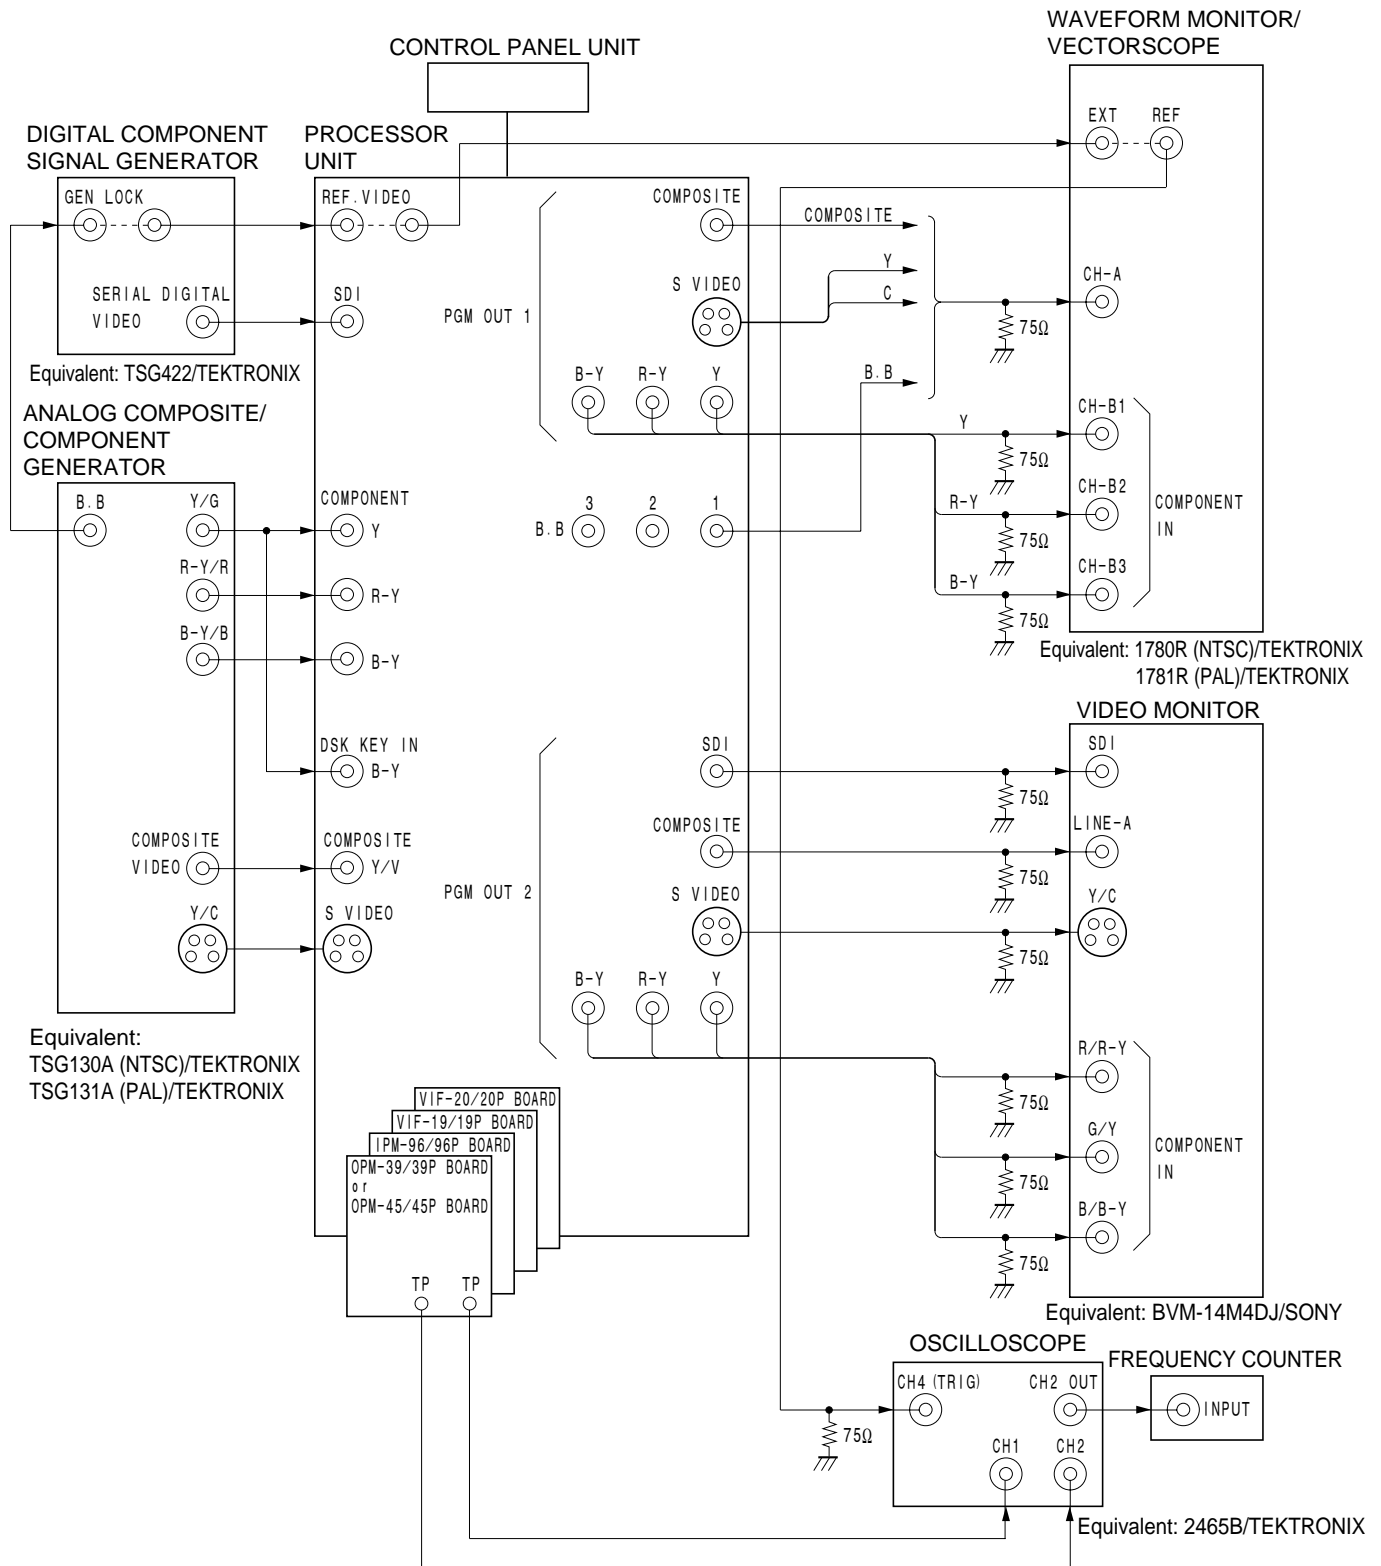 WAVEFORM MONITOR/
VECTORSCOPE
CONTROL PANEL UNIT
EXT
REF
DIGITAL COMPONENT
SIGNAL GENERATOR
PROCESSOR
UNIT
GEN LOCK
REF.VIDEO
COMPOSITE
COMPOSITE
Y
C
S VIDEO
CH-A
SERIAL DIGITAL
VIDEO
SDI
PGM OUT 1
75Ω
Equivalent: TSG422/TEKTRONIX
B-Y
R-Y
Y
B.B
ANALOG COMPOSITE/
COMPONENT
GENERATOR
CH-B1
Y
75Ω
B.B
Y/G
COMPONENT
Y
3
2
1
B.B
R-Y
CH-B2
COMPONENT
IN
75Ω
R-Y/R
R-Y
B-Y
CH-B3
75Ω
B-Y/B
B-Y
Equivalent: 1780R (NTSC)/TEKTRONIX
1781R (PAL)/TEKTRONIX
VIDEO MONITOR
DSK KEY IN
B-Y
SDI
SDI
75Ω
COMPOSITE
VIDEO
COMPOSITE
Y/V
COMPOSITE
LINE-A
75Ω
PGM OUT 2
S VIDEO
Y/C
Y/C
S VIDEO
75Ω
B-Y
R-Y
Y
Equivalent:
TSG130A (NTSC)/TEKTRONIX
TSG131A (PAL)/TEKTRONIX
R/R-Y
75Ω
VIF-20/20P BOARD
VIF-19/19P BOARD
IPM-96/96P BOARD
OPM-39/39P BOARD
or
OPM-45/45P BOARD
G/Y
COMPONENT
IN
75Ω
B/B-Y
75Ω
TP
TP
Equivalent: BVM-14M4DJ/SONY
OSCILLOSCOPE
FREQUENCY COUNTER
CH4 (TRIG)
CH2 OUT
INPUT
75Ω
CH1
CH2
Equivalent: 2465B/TEKTRONIX